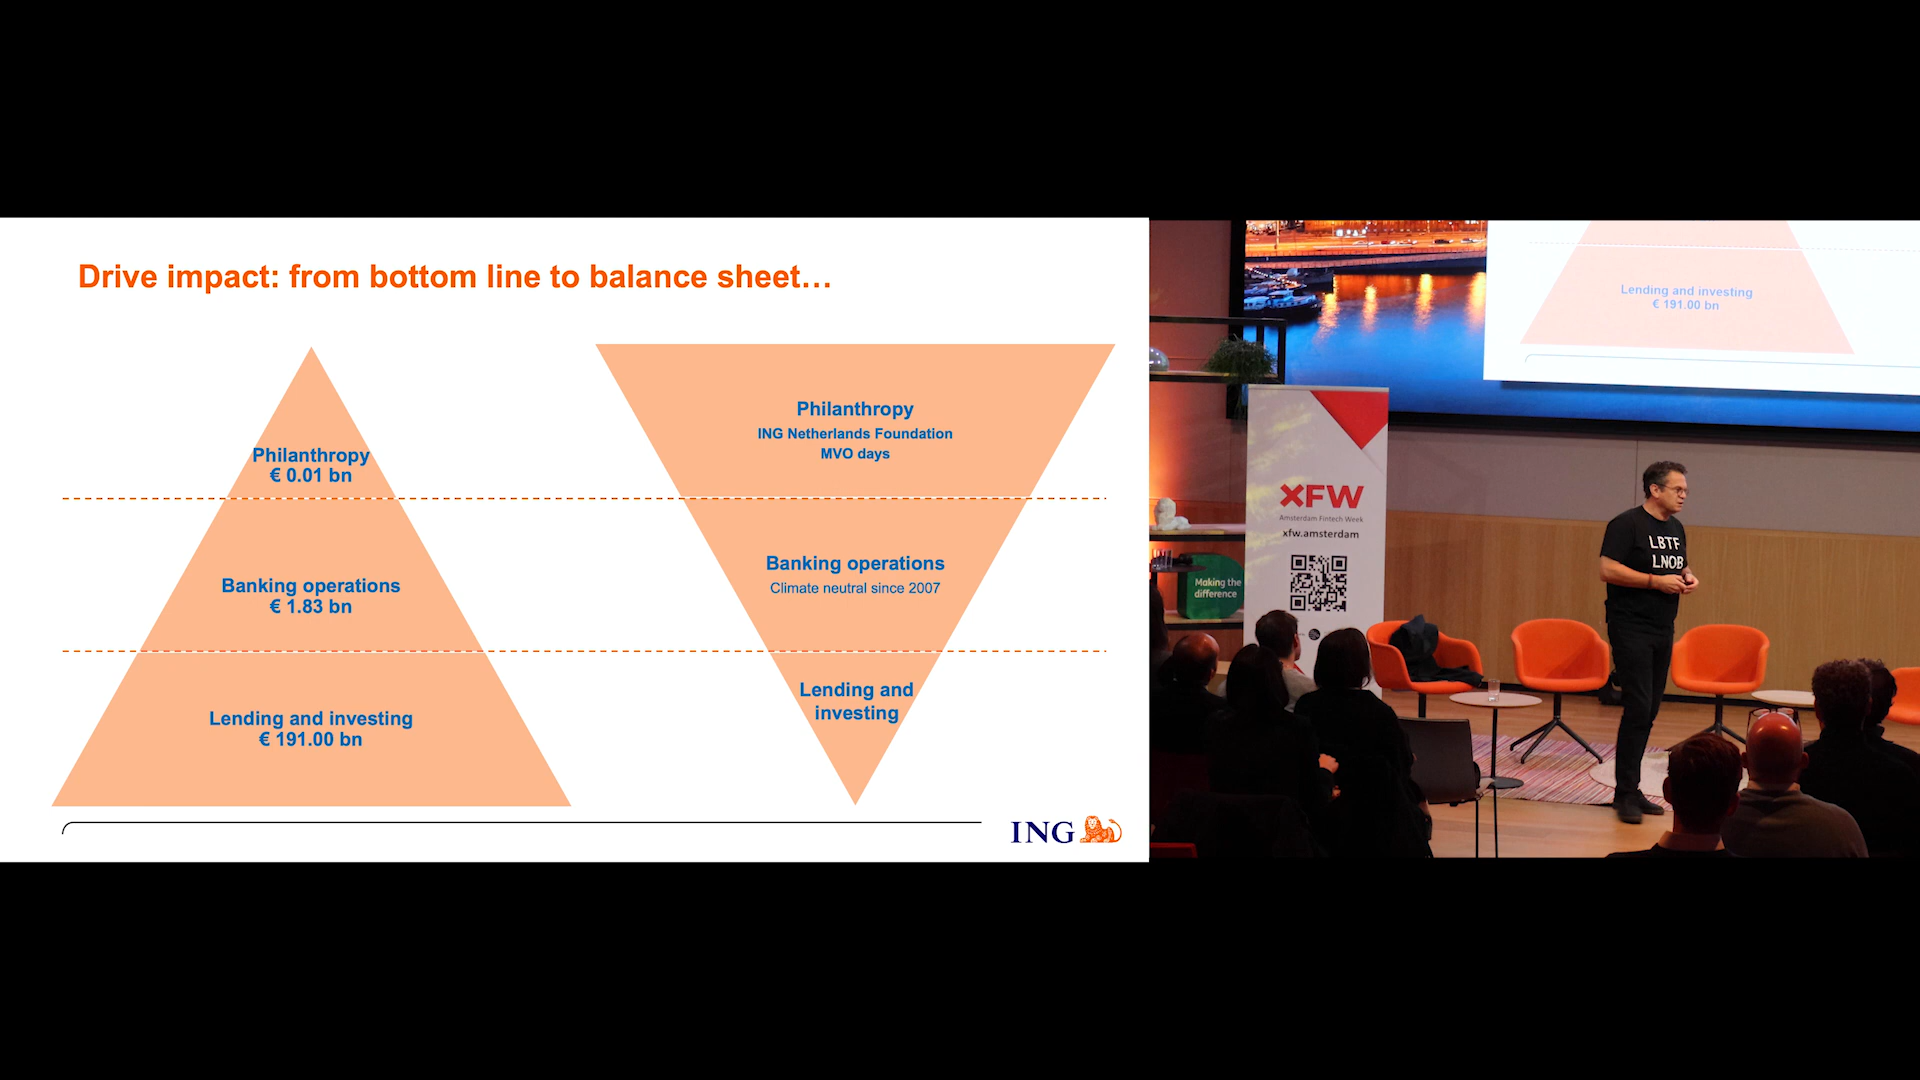 Drive impact: from bottom line to balance sheet…
Philanthropy
€ 0.01 bn
Banking operations
€ 1.83 bn
Lending and investing
€ 191.00 bn
Philanthropy
ING Netherlands Foundation
MVO days
Banking operations
Climate neutral since 2007
Lending and
investing
ING
Lending and investing
€ 191.00 bn
XFW
Amsterdam Fintech Week
xfw.amsterdam
Making the
difference
LBTF
LNOB